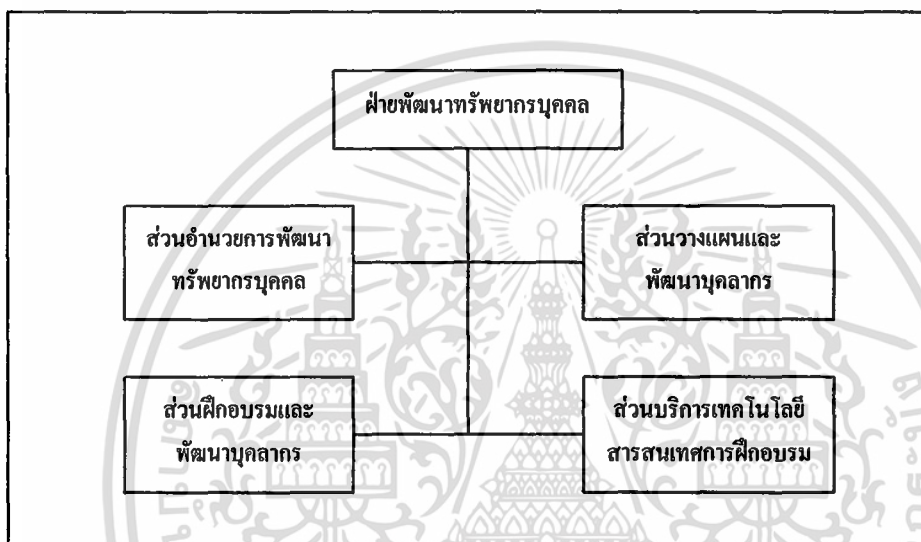 ฝ่ายพัฒนาทรัพยากรบุคคล
ส่วนอำนวยการพัฒนา
ทรัพยากรบุคคล
ส่วนวางแผนและ
พัฒนาบุคลากร
ส่วนฝึกอบรมและ
พัฒนาบุคลากร
ส่วนบริการเทคโนโลยี
สารสนเทศการฝึกอบรม